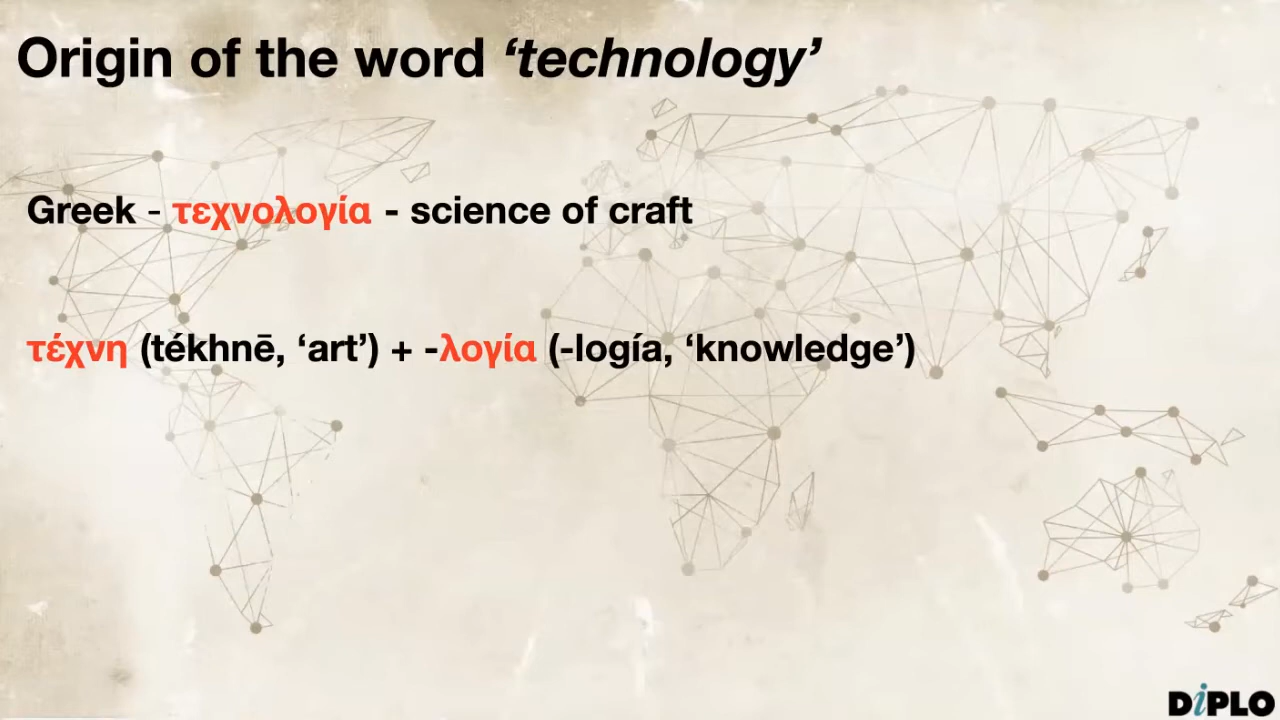 Origin of the word ‘technology’
Greek - τεχνολογία - science of craft
τέχνη (tékhnē, ‘art’) + -λογία (-logía, ‘knowledge’)
DiPLO